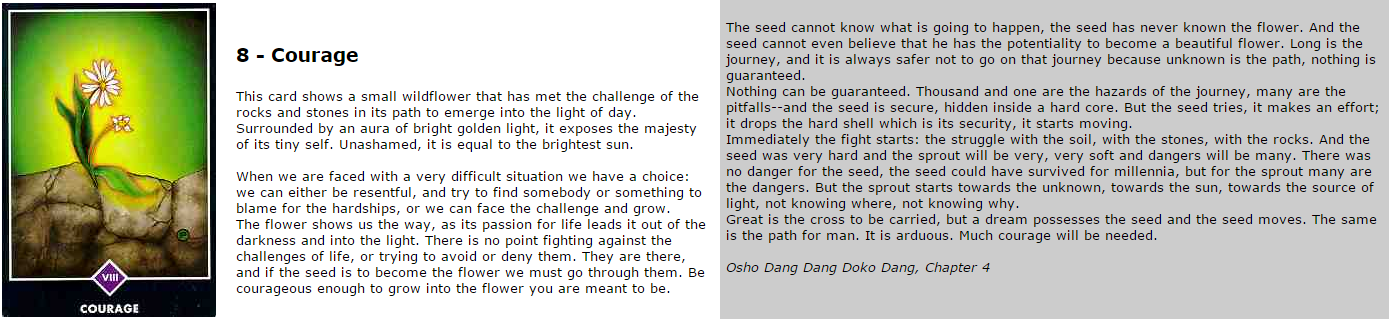 VIII
COURAGE
8 - Courage
This card shows a small wildflower that has met the challenge of the
rocks and stones in its path to emerge into the light of day.
Surrounded by an aura of bright golden light, it exposes the majesty
of its tiny self. Unashamed, it is equal to the brightest sun.
When we are faced with a very difficult situation we have a choice:
we can either be resentful, and try to find somebody or something to
blame for the hardships, or we can face the challenge and grow.
The flower shows us the way, as its passion for life leads it out of the
darkness and into the light. There is no point fighting against the
challenges of life, or trying to avoid or deny them. They are there,
and if the seed is to become the flower we must go through them. Be
courageous enough to grow into the flower you are meant to be.
The seed cannot know what is going to happen, the seed has never known the flower. And the
seed cannot even believe that he has the potentiality to become a beautiful flower. Long is the
journey, and it is always safer not to go on that journey because unknown is the path, nothing is
guaranteed.
Nothing can be guaranteed. Thousand and one are the hazards of the journey, many are the
pitfalls--and the seed is secure, hidden inside a hard core. But the seed tries, it makes an effort;
it drops the hard shell which is its security, it starts moving.
Immediately the fight starts: the struggle with the soil, with the stones, with the rocks. And the
seed was very hard and the sprout will be very, very soft and dangers will be many. There was
no danger for the seed, the seed could have survived for millennia, but for the sprout many are
the dangers. But the sprout starts towards the unknown, towards the sun, towards the source of
light, not knowing where, not knowing why.
Great is the cross to be carried, but a dream possesses the seed and the seed moves. The same
is the path for man. It is arduous. Much courage will be needed.
Osho Dang Dang Doko Dang, Chapter 4